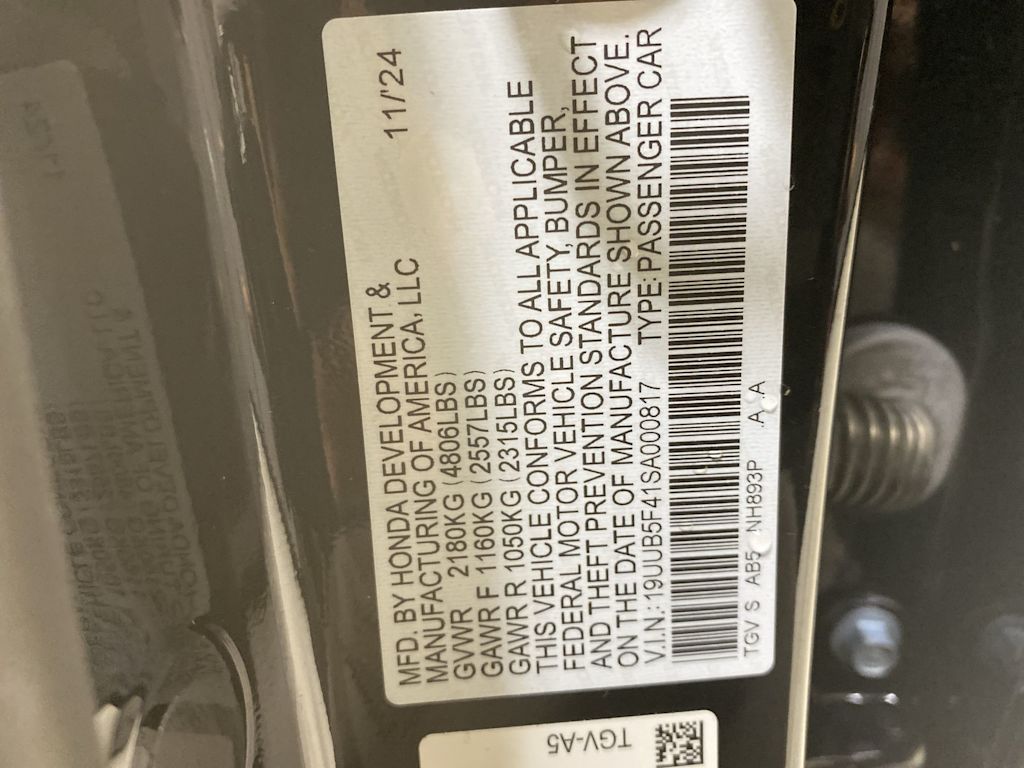 MFD. BY HONDA DEVELOPMENT &
MANUFACTURING OF AMERICA, LLC 11/'24
GVWR 2180KG (4806LBS)
GAWR F 1160KG (2557LBS)
GAWR R 1050KG (2315LBS)
THIS VEHICLE CONFORMS TO ALL APPLICABLE
FEDERAL MOTOR VEHICLE SAFETY, BUMPER,
AND THEFT PREVENTION STANDARDS IN EFFECT
ON THE DATE OF MANUFACTURE SHOWN ABOVE.
V.I.N.:19UUB5F41SA000817 TYPE:PASSENGER CAR
TGV S AB5 NH893P .A A
TGV-A5